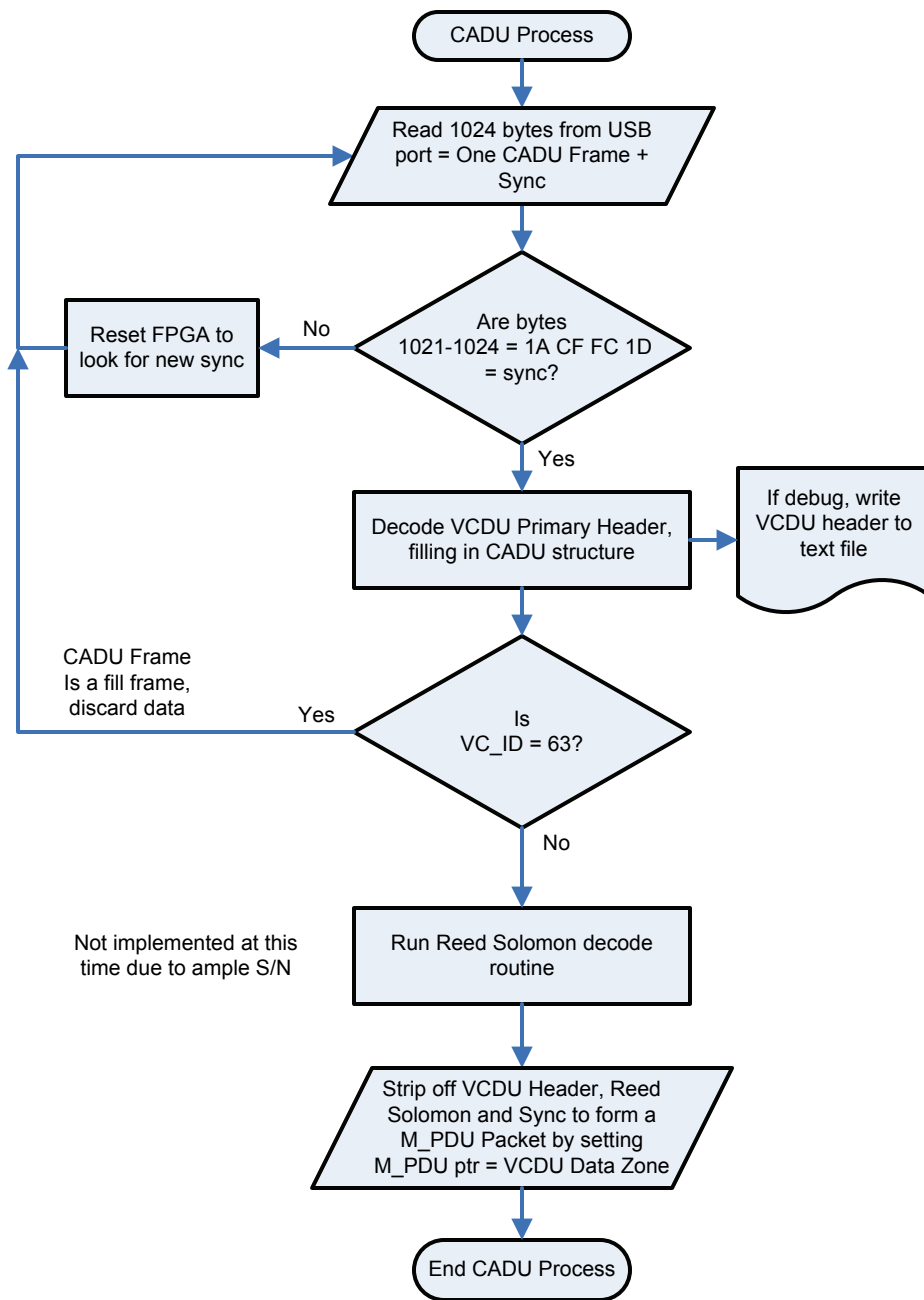 CADU Process
Read 1024 bytes from USB
port = One CADU Frame +
Sync
Are bytes
1021-1024 = 1A CF FC 1D
= sync?
No
Reset FPGA to
look for new sync
Yes
Decode VCDU Primary Header,
filling in CADU structure
If debug, write
VCDU header to
text file
CADU Frame
Is a fill frame,
discard data
Yes
Is
VC_ID = 63?
No
Not implemented at this
time due to ample S/N
Run Reed Solomon decode
routine
Strip off VCDU Header, Reed
Solomon and Sync to form a
M_PDU Packet by setting
M_PDU ptr = VCDU Data Zone
End CADU Process